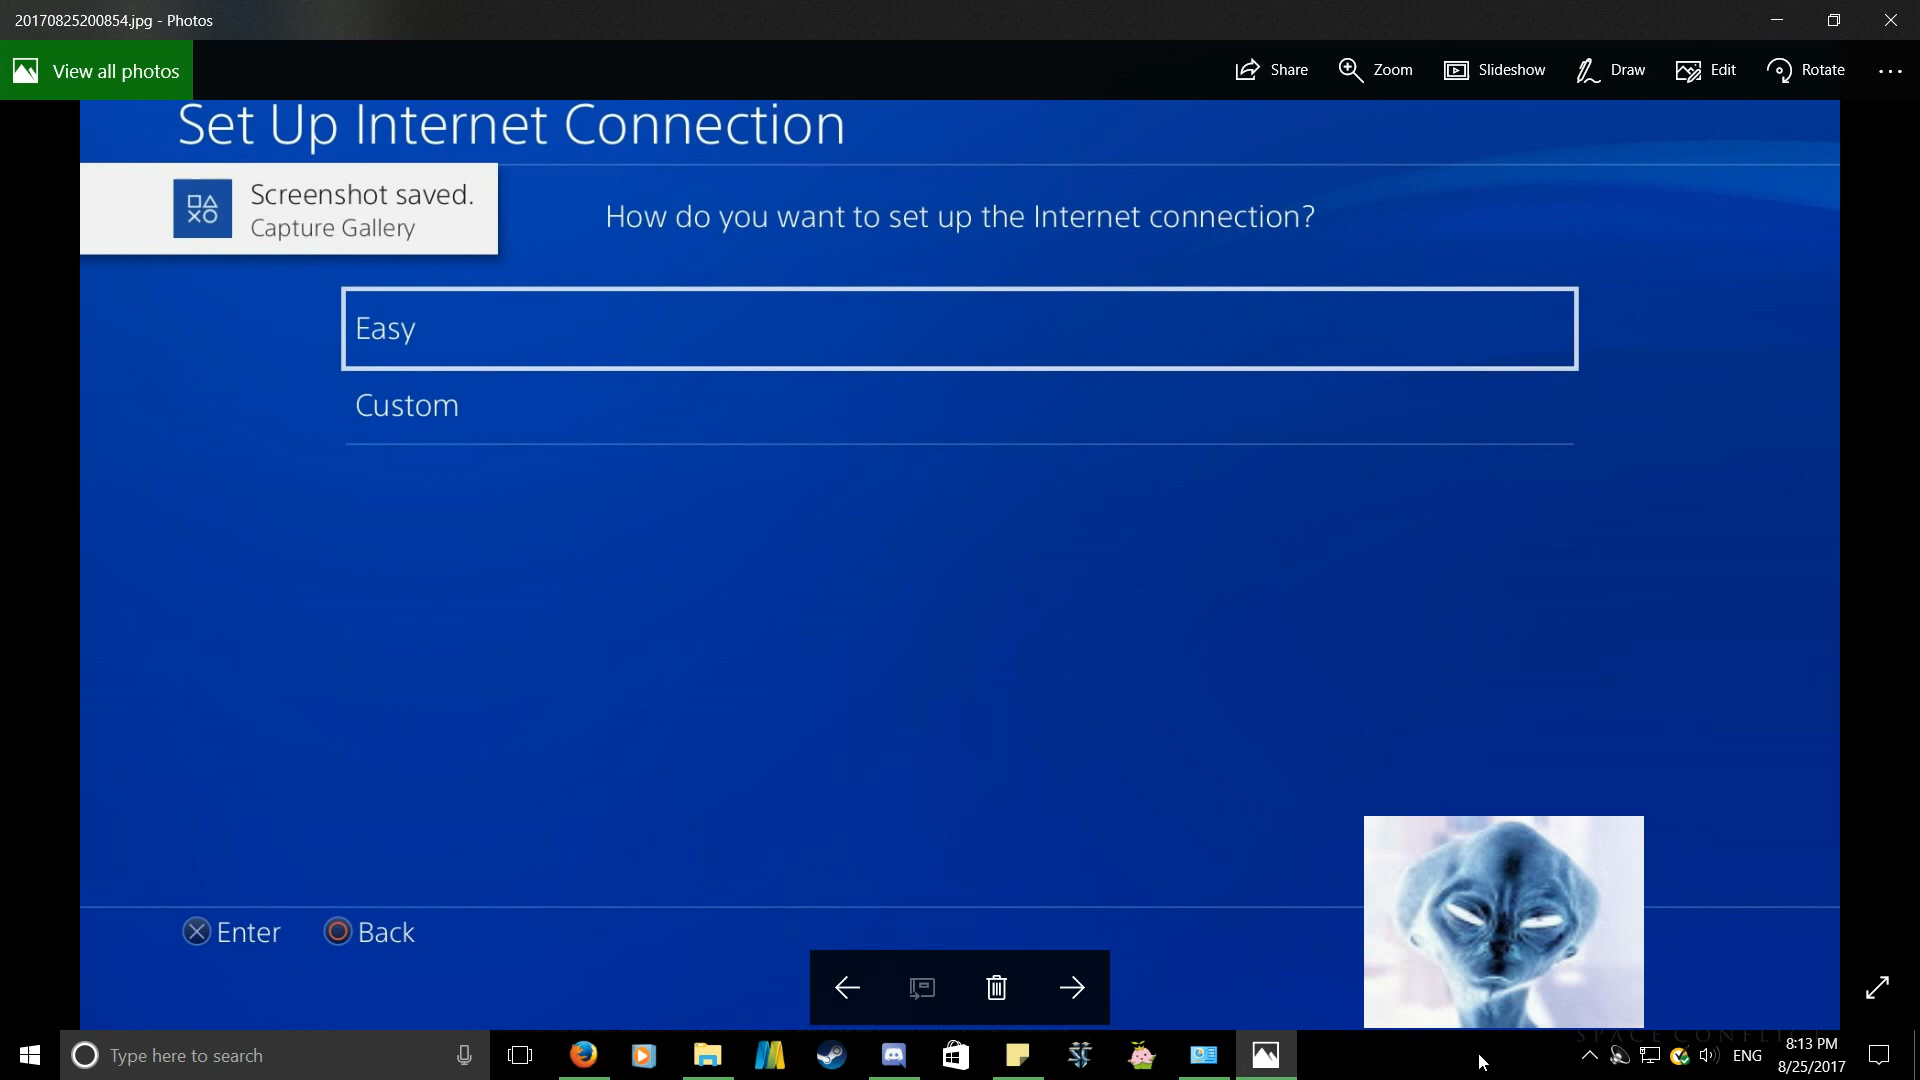 20170825200854.jpg - Photos
View all photos
Share
Zoom
Slideshow
Draw
Edit
Rotate
Set Up Internet Connection
Screenshot saved.
Capture Gallery
How do you want to set up the Internet connection?
Easy
Custom
Enter
Back
SPACE CONFLICT
Type here to search
ENG
8:13 PM
8/25/2017